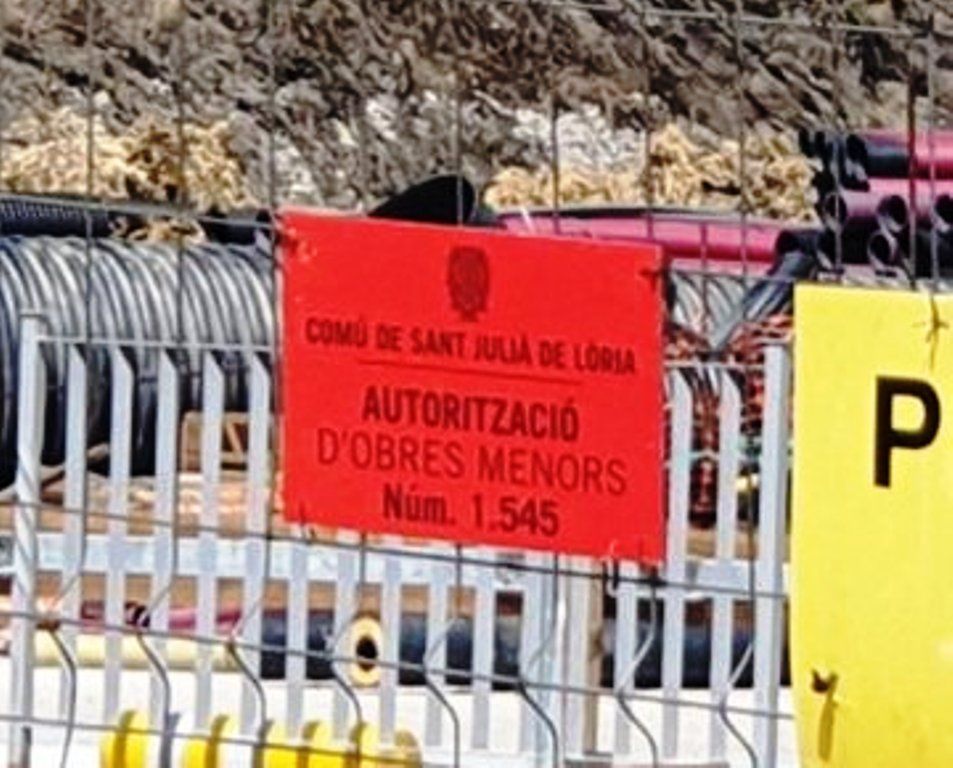 COMÚ DE SANT JULIÀ DE LÒRIA
AUTORITZACIÓ
D'OBRES MENORS
Núm. 1.545
P